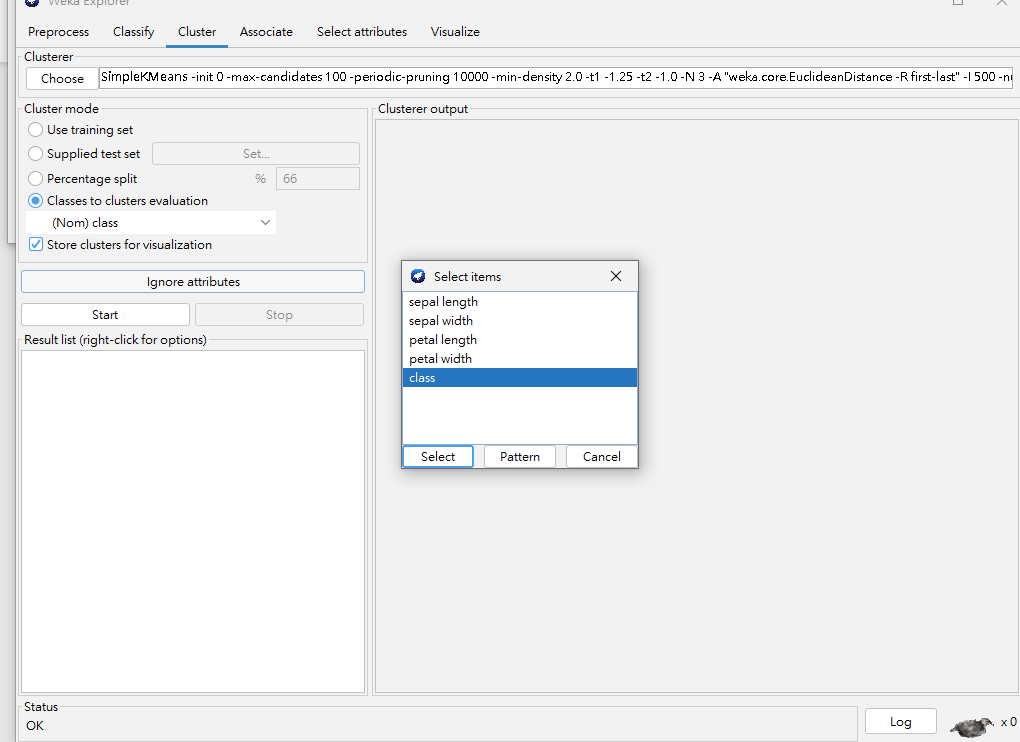 Weka Explorer
Preprocess Classify Cluster Associate Select attributes Visualize
Clusterer
Choose SimpleKMeans -init 0 -max-candidates 100 -periodic-pruning 10000 -min-density 2.0 -t1 -1.25 -t2 -1.0 -N 3 -A "weka.core.EuclideanDistance -R first-last" -I 500
Cluster mode
Use training set
Supplied test set Set...
Percentage split % 66
Classes to clusters evaluation
(Nom) class
Store clusters for visualization
Ignore attributes
Start Stop
Result list (right-click for options)
Clusterer output
Select items
sepal length
sepal width
petal length
petal width
class
Select Pattern Cancel
Status
OK
Log x 0